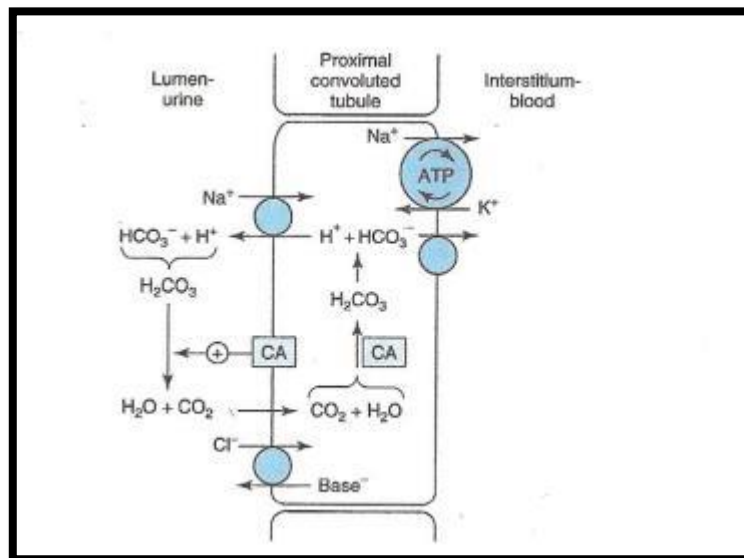 Lumen-
urine
Proximal
convoluted
tubule
Interstitium-
blood
Na⁺
ATP
K⁺
Na⁺
HCO₃⁻ + H⁺
H⁺ + HCO₃⁻
H₂CO₃
H₂CO₃
+
CA
CA
H₂O + CO₂
CO₂ + H₂O
Cl⁻
Base⁻